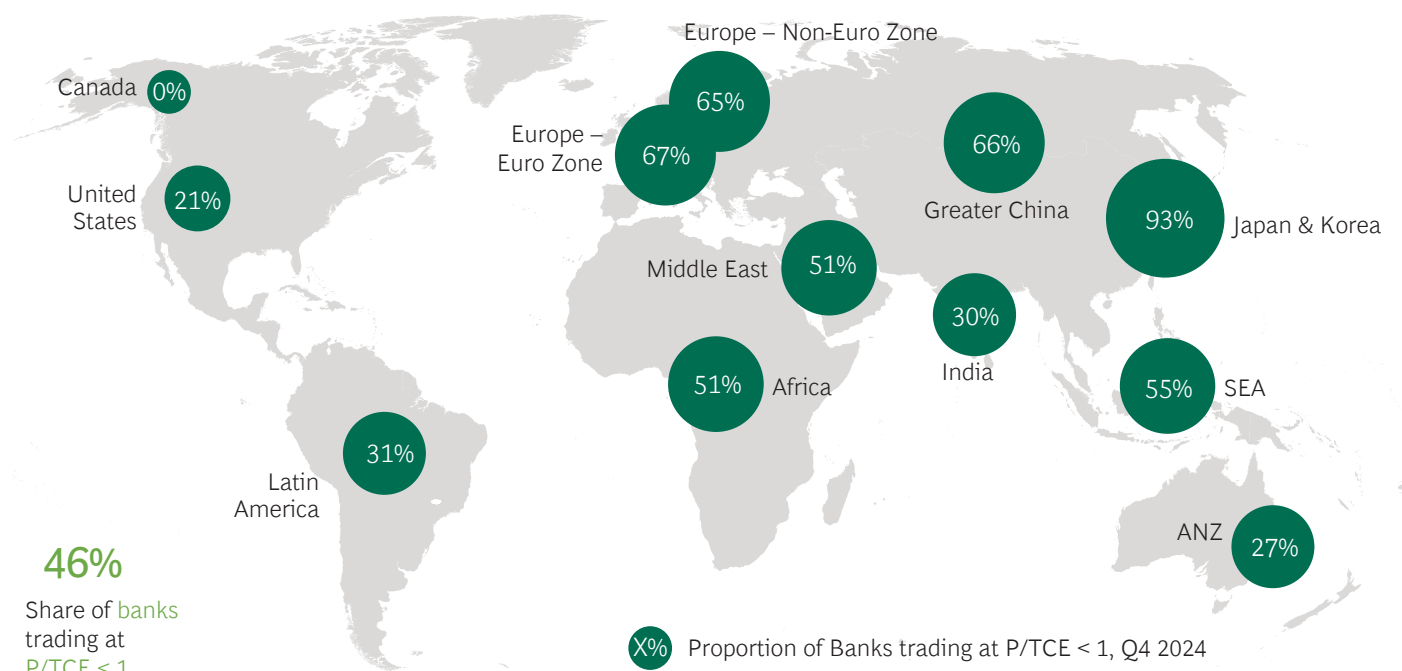 Europe – Non-Euro Zone
Canada
0%
65%
Europe –
Euro Zone
67%
66%
United
States
21%
Greater China
93%
Japan & Korea
Middle East
51%
30%
India
51%
Africa
55%
SEA
31%
Latin
America
ANZ
27%
46%
Share of banks
trading at
P/TCE < 1
X% Proportion of Banks trading at P/TCE < 1, Q4 2024